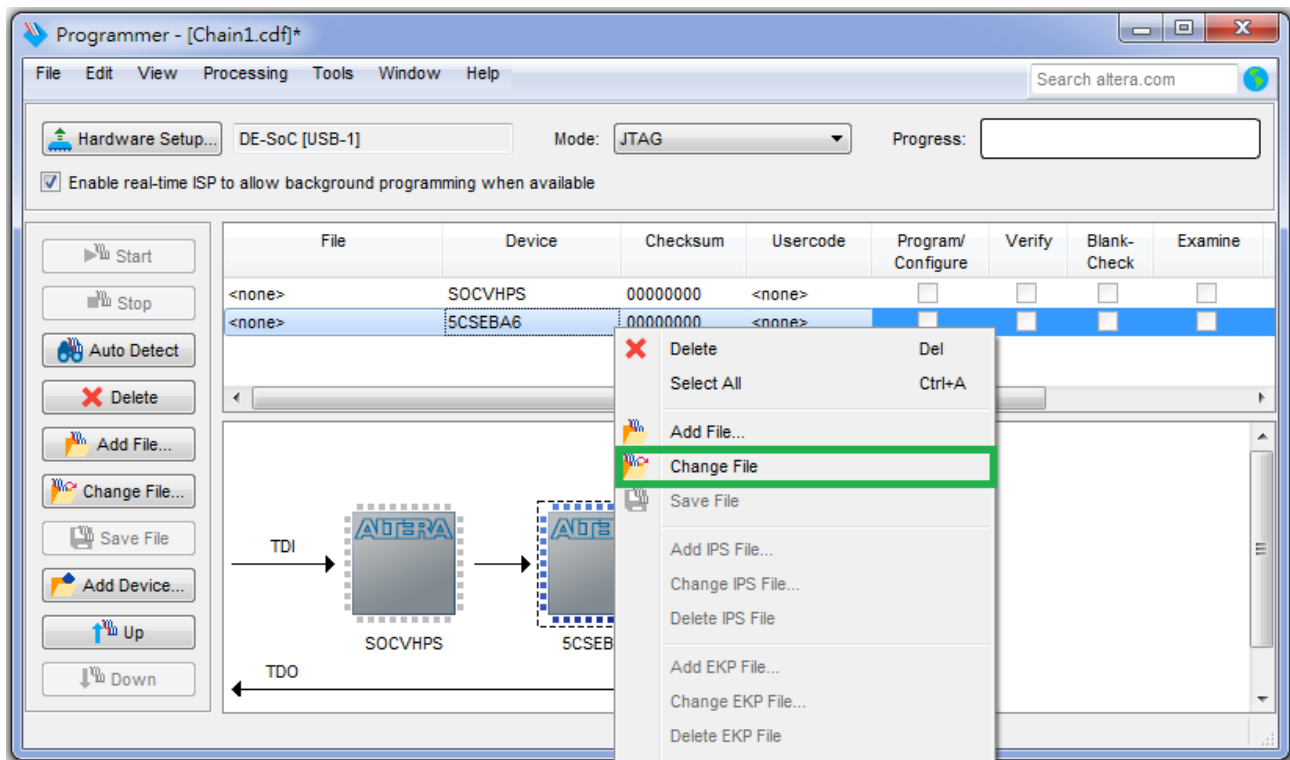 Programmer - [Chain1.cdf]*
File Edit View Processing Tools Window Help
Search altera.com
Hardware Setup... DE-SoC [USB-1] Mode: JTAG Progress:
Enable real-time ISP to allow background programming when available
File Device Checksum Usercode Program/ Configure Verify Blank- Check Examine
<none> SOCVHPS 00000000 <none>
<none> 5CSEBA6 00000000 <none>
Start
Stop
Auto Detect
Delete
Add File...
Change File...
Save File
Add Device...
Up
Down
Delete Del
Select All Ctrl+A
Add File...
Change File
Save File
Add IPS File...
Change IPS File...
Delete IPS File
Add EKP File...
Change EKP File...
Delete EKP File
TDI
ALTERA
ALTE
SOCVHPS
5CSEB
TDO